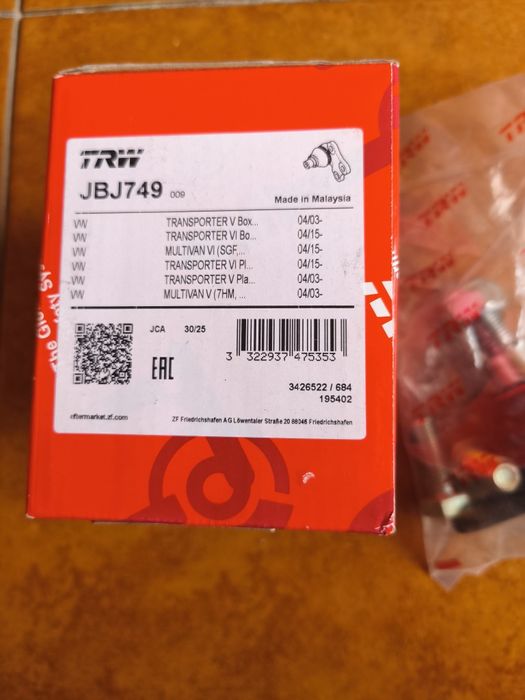 TRW
JBJ749 009
Made in Malaysia
VW TRANSPORTER V Box... 04/03-
VW TRANSPORTER VI Bo... 04/15-
VW MULTIVAN VI (SGF,... 04/15-
VW TRANSPORTER VI Pl... 04/15-
VW TRANSPORTER V Pla... 04/03-
VW MULTIVAN V (7HM, ... 04/03-
JCA 30/25
EAC
3 322937 475353
3426522 / 684
195402
aftermarket.zf.com
ZF Friedrichshafen AG Löwentaler Straße 20 88046 Friedrichshafen
TRW
TRW